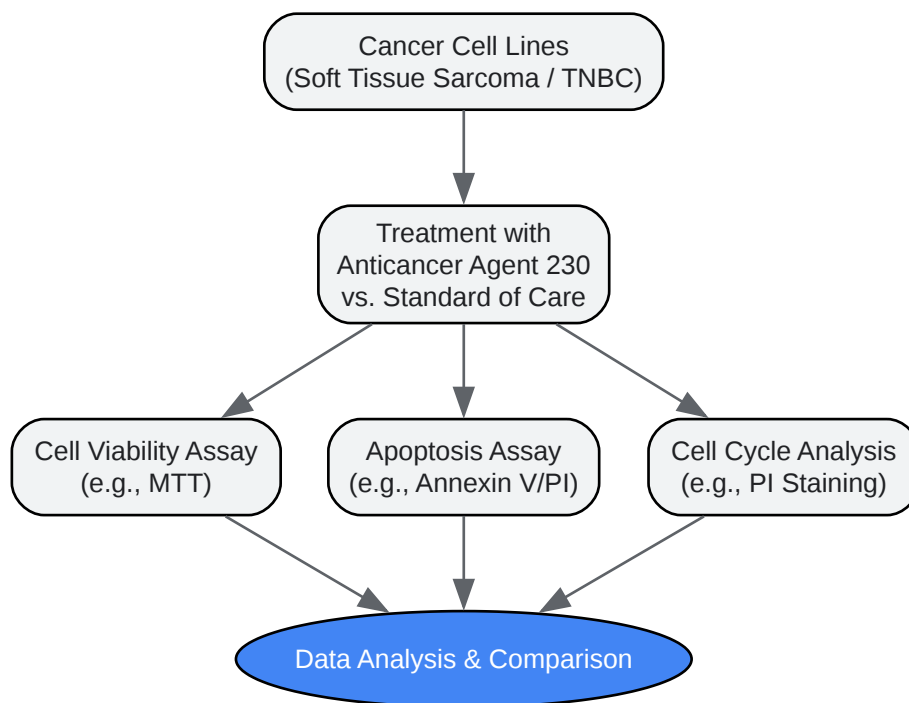 Cancer Cell Lines
(Soft Tissue Sarcoma / TNBC)
Treatment with
Anticancer Agent 230
vs. Standard of Care
Cell Viability Assay
(e.g., MTT)
Apoptosis Assay
(e.g., Annexin V/PI)
Cell Cycle Analysis
(e.g., PI Staining)
Data Analysis & Comparison